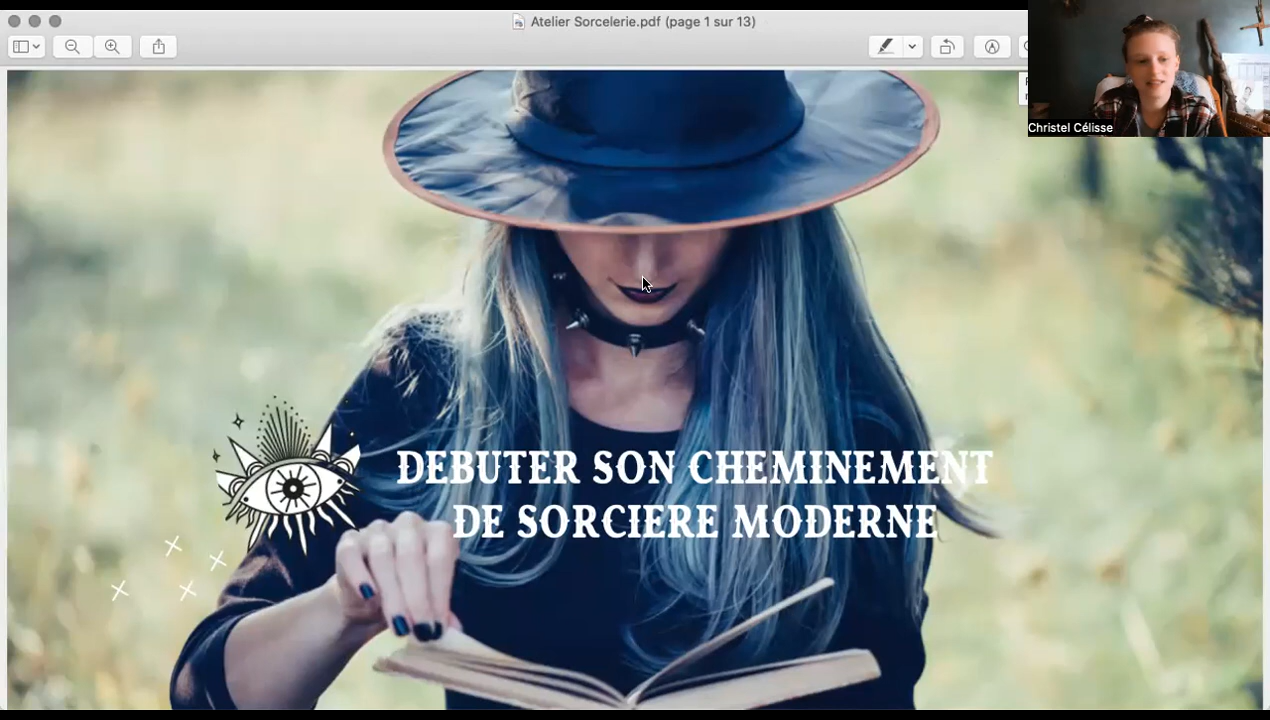 Atelier Sorcelerie.pdf (page 1 sur 13)
Christel Célisse
DEBUTER SON CHEMINEMENT
DE SORCIERE MODERNE